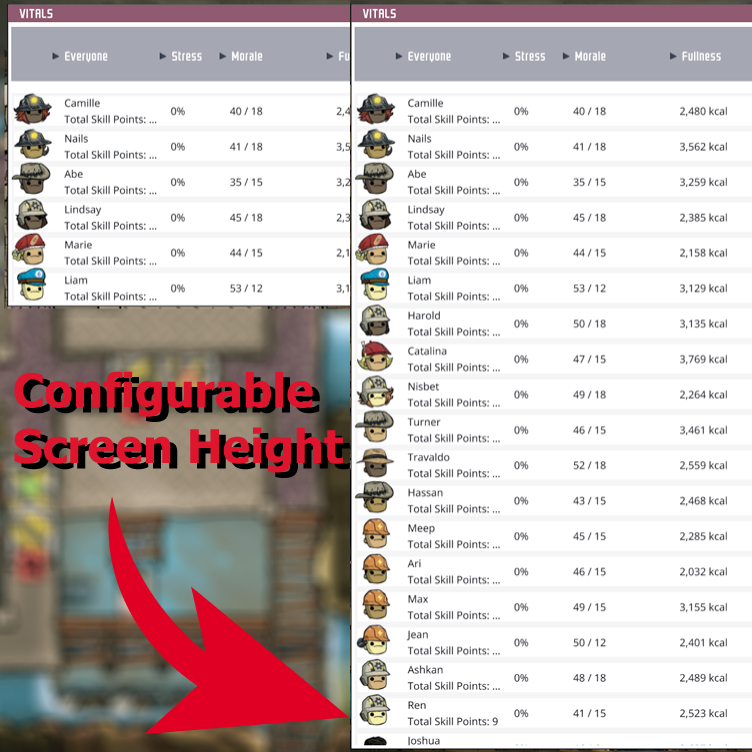 VITALS
Everyone Stress Morale Fu
Camille
Total Skill Points: ... 0% 40 / 18 2,4
Nails
Total Skill Points: ... 0% 41 / 18 3,5
Abe
Total Skill Points: ... 0% 35 / 15 3,2
Lindsay
Total Skill Points: ... 0% 45 / 18 2,3
Marie
Total Skill Points: ... 0% 44 / 15 2,1
Liam
Total Skill Points: ... 0% 53 / 12 3,1
Configurable
Screen Height
VITALS
Everyone Stress Morale Fullness
Camille
Total Skill Points: ... 0% 40 / 18 2,480 kcal
Nails
Total Skill Points: ... 0% 41 / 18 3,562 kcal
Abe
Total Skill Points: ... 0% 35 / 15 3,259 kcal
Lindsay
Total Skill Points: ... 0% 45 / 18 2,385 kcal
Marie
Total Skill Points: ... 0% 44 / 15 2,158 kcal
Liam
Total Skill Points: ... 0% 53 / 12 3,129 kcal
Harold
Total Skill Points: ... 0% 50 / 18 3,135 kcal
Catalina
Total Skill Points: ... 0% 47 / 15 3,769 kcal
Nisbet
Total Skill Points: ... 0% 49 / 18 2,264 kcal
Turner
Total Skill Points: ... 0% 46 / 15 3,461 kcal
Travaldo
Total Skill Points: ... 0% 52 / 18 2,559 kcal
Hassan
Total Skill Points: ... 0% 43 / 15 2,468 kcal
Meep
Total Skill Points: ... 0% 45 / 15 2,285 kcal
Ari
Total Skill Points: ... 0% 46 / 15 2,032 kcal
Max
Total Skill Points: ... 0% 49 / 15 3,155 kcal
Jean
Total Skill Points: ... 0% 50 / 12 2,401 kcal
Ashkan
Total Skill Points: ... 0% 48 / 18 2,489 kcal
Ren
Total Skill Points: 9 0% 41 / 15 2,523 kcal
Joshua